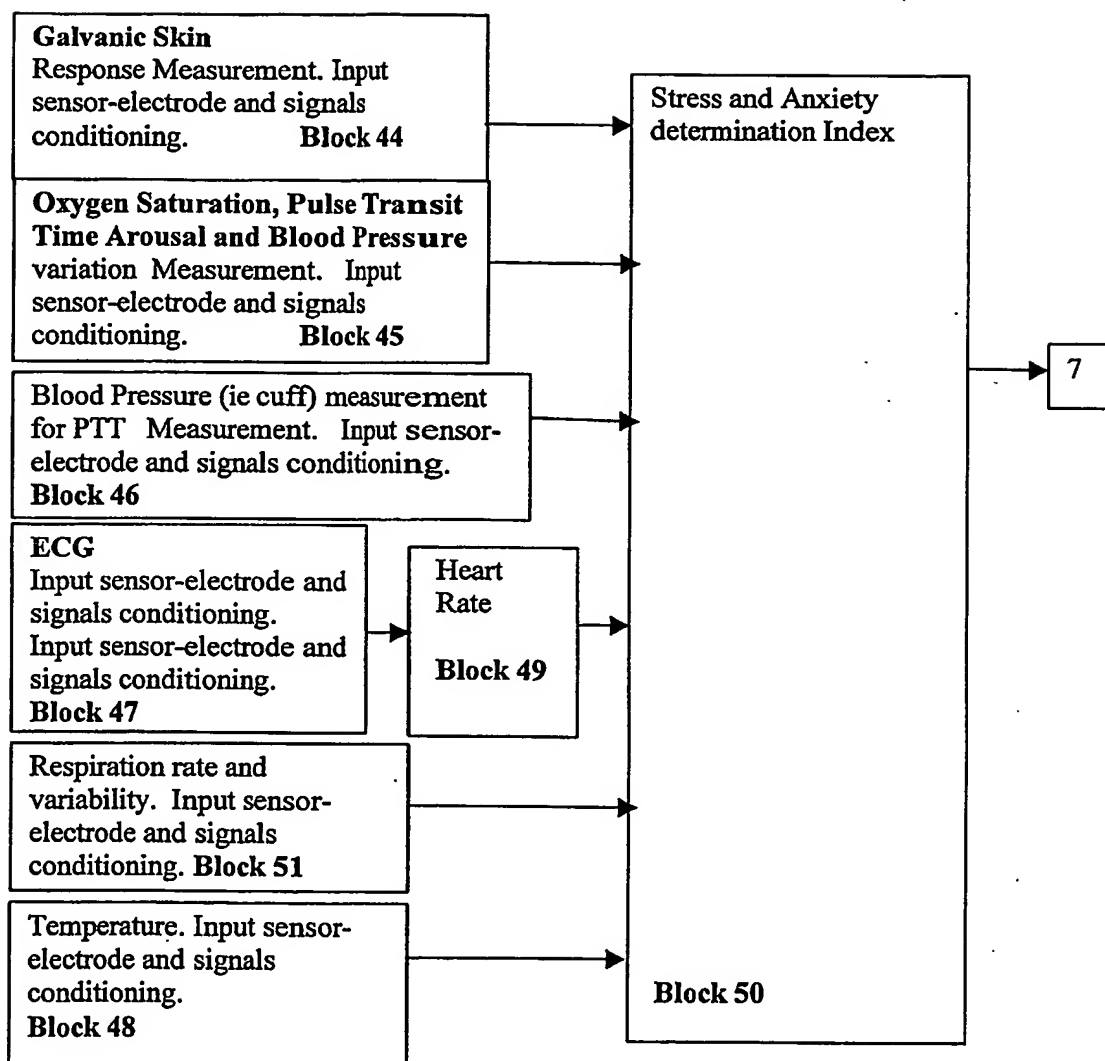 Galvanic Skin
Response Measurement. Input
sensor-electrode and signals
conditioning. Block 44
Oxygen Saturation, Pulse Transit
Time Arousal and Blood Pressure
variation Measurement. Input
sensor-electrode and signals
conditioning. Block 45
Blood Pressure (ie cuff) measurement
for PTT Measurement. Input sensor-
electrode and signals conditioning.
Block 46
ECG
Input sensor-electrode and
signals conditioning.
Input sensor-electrode and
signals conditioning.
Block 47
Heart
Rate
Block 49
Respiration rate and
variability. Input sensor-
electrode and signals
conditioning. Block 51
Temperature. Input sensor-
electrode and signals
conditioning.
Block 48
Stress and Anxiety
determination Index
Block 50
7